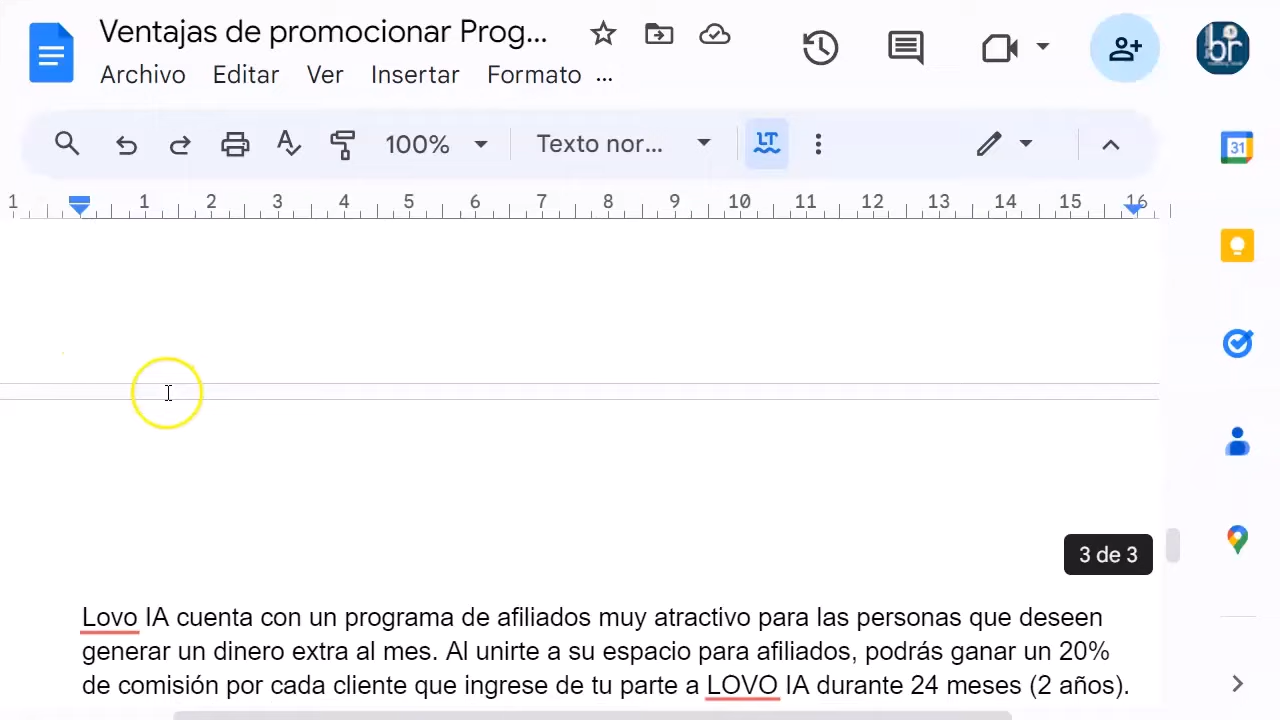 Ventajas de promocionar Prog...
Archivo Editar Ver Insertar Formato ...
100% Texto nor... LT
31
1 1 2 3 4 5 6 7 8 9 10 11 12 13 14 15 16
3 de 3
Lovo IA cuenta con un programa de afiliados muy atractivo para las personas que deseen
generar un dinero extra al mes. Al unirte a su espacio para afiliados, podrás ganar un 20%
de comisión por cada cliente que ingrese de tu parte a LOVO IA durante 24 meses (2 años).